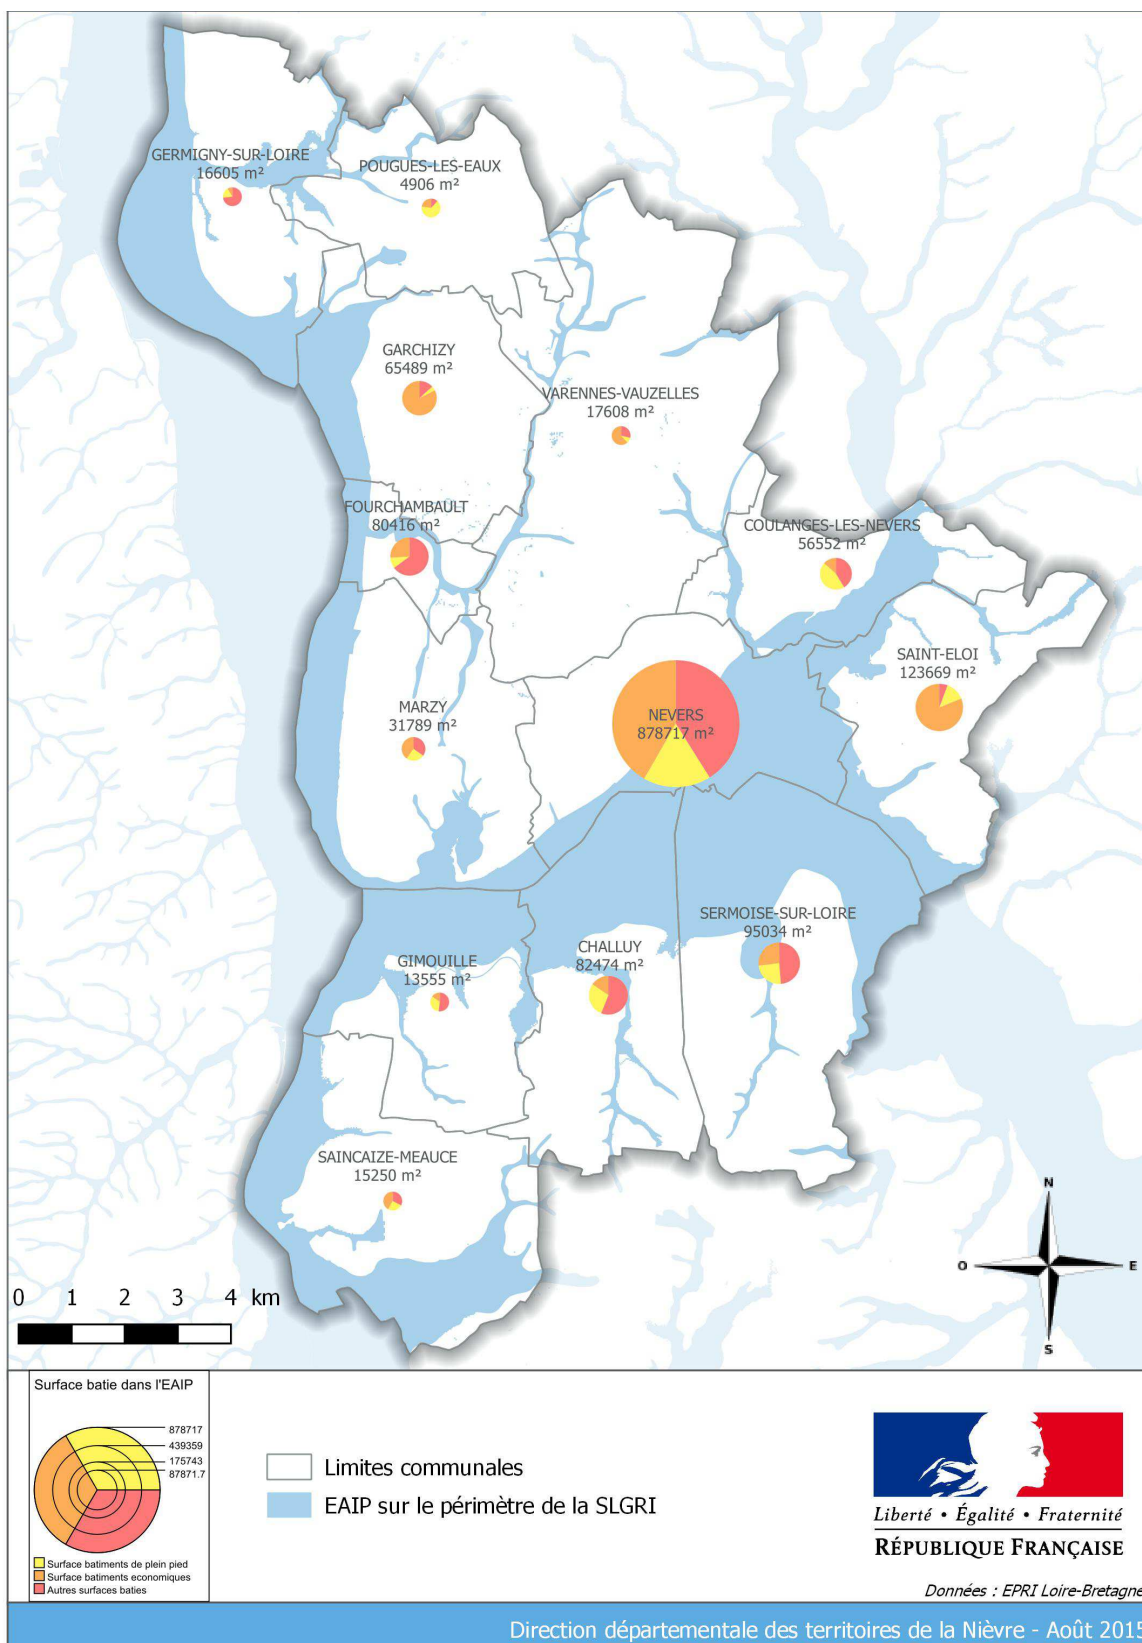 GERMIGNY-SUR-LOIRE
16605 m²
POUGUES-LES-EAUX
4906 m²
GARCHIZY
65489 m²
VARENNES-VAUZELLES
17608 m²
FOURCHAMBAULT
80416 m²
COULANGES-LES-NEVERS
56552 m²
SAINT-ELOI
123669 m²
MARZY
31789 m²
NEVERS
878717 m²
SERMOISE-SUR-LOIRE
95034 m²
CHALLUY
82474 m²
GIMOUILLE
13555 m²
SAINCAIZE-MEAUCE
15250 m²
N
O
E
S
0 1 2 3 4 km
Surface batie dans l'EAIP
878717
439359
175743
87871.7
Surface batiments de plein pied
Surface batiments economiques
Autres surfaces baties
Limites communales
EAIP sur le périmètre de la SLGRI
Liberté • Égalité • Fraternité
RÉPUBLIQUE FRANÇAISE
Données : EPRI Loire-Bretagne
Direction départementale des territoires de la Nièvre - Août 2015